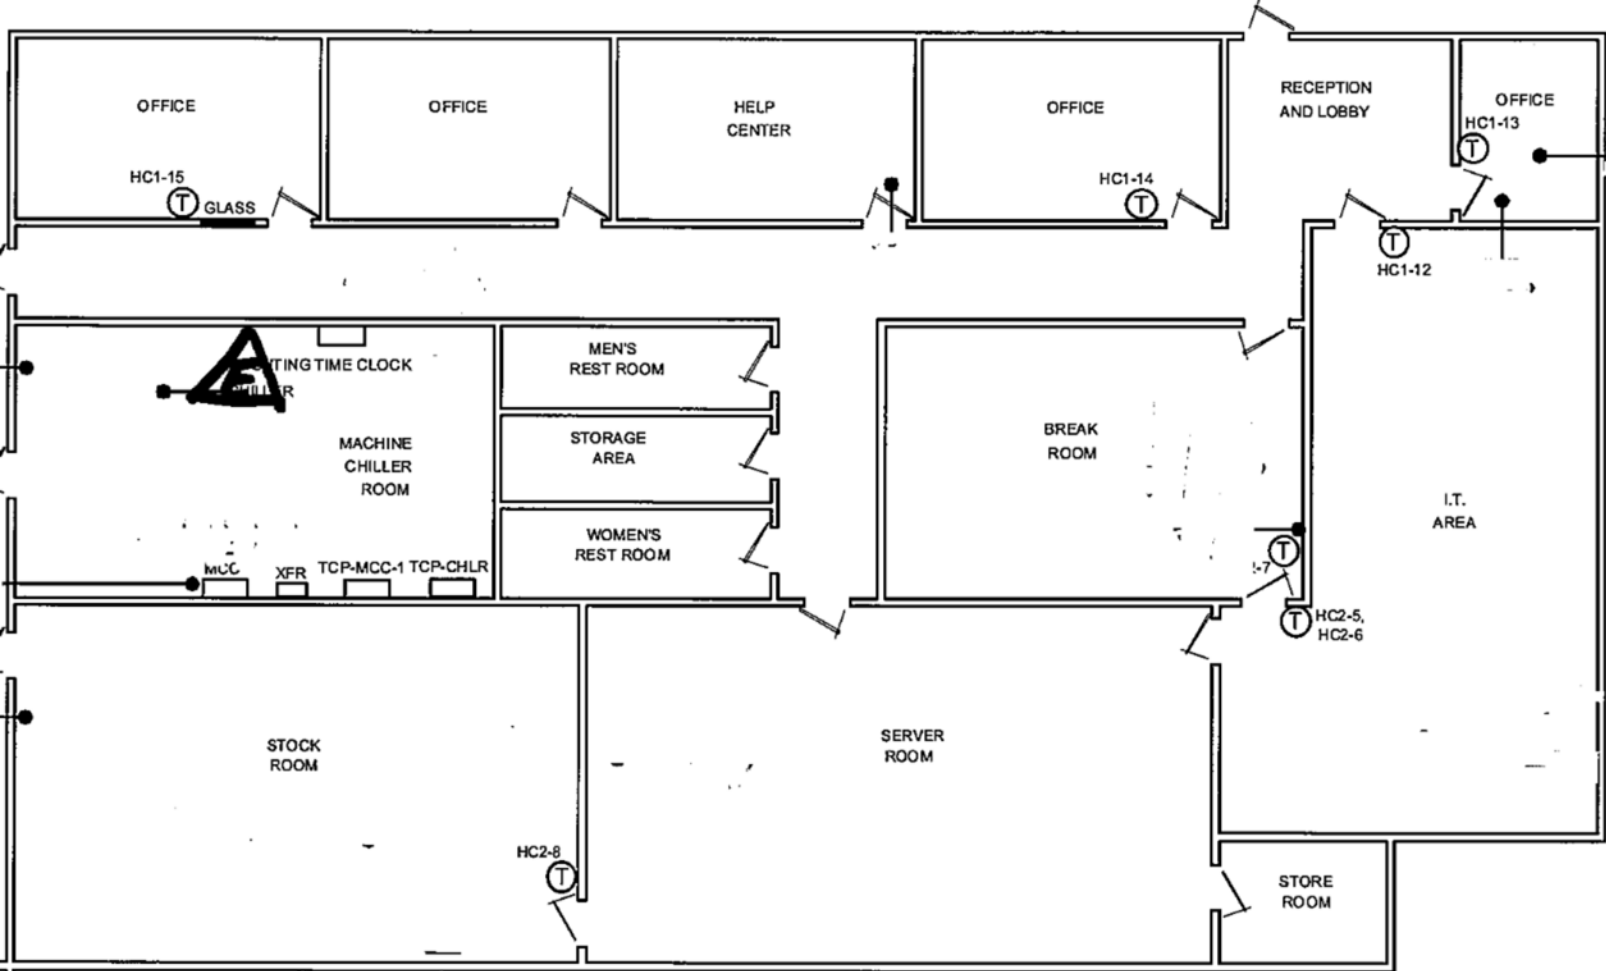 OFFICE
OFFICE
HELP
CENTER
OFFICE
RECEPTION
AND LOBBY
OFFICE
HC1-13
T
HC1-15
T
GLASS
HC1-14
T
T
HC1-12
TIME CLOCK
E
MACHINE
CHILLER
ROOM
MCC
XFR
TCP-MCC-1
TCP-CHLR
MEN'S
REST ROOM
STORAGE
AREA
WOMEN'S
REST ROOM
BREAK
ROOM
T
-7
I.T.
AREA
T
HC2-5,
HC2-6
STOCK
ROOM
HC2-8
T
SERVER
ROOM
STORE
ROOM